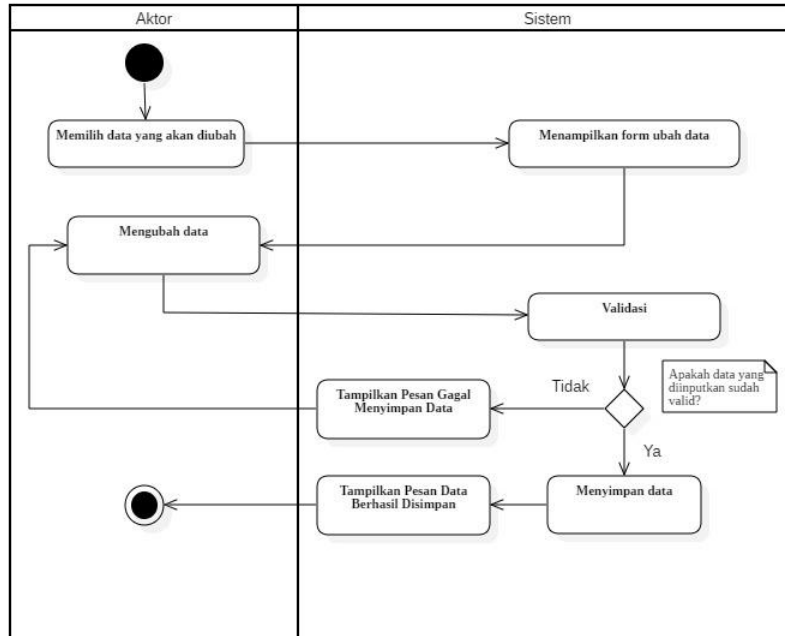 Aktor
Sistem
Memilih data yang akan diubah
Menampilkan form ubah data
Mengubah data
Validasi
Apakah data yang
diinputkan sudah
valid?
Tidak
Tampilkan Pesan Gagal
Menyimpan Data
Ya
Menyimpan data
Tampilkan Pesan Data
Berhasil Disimpan